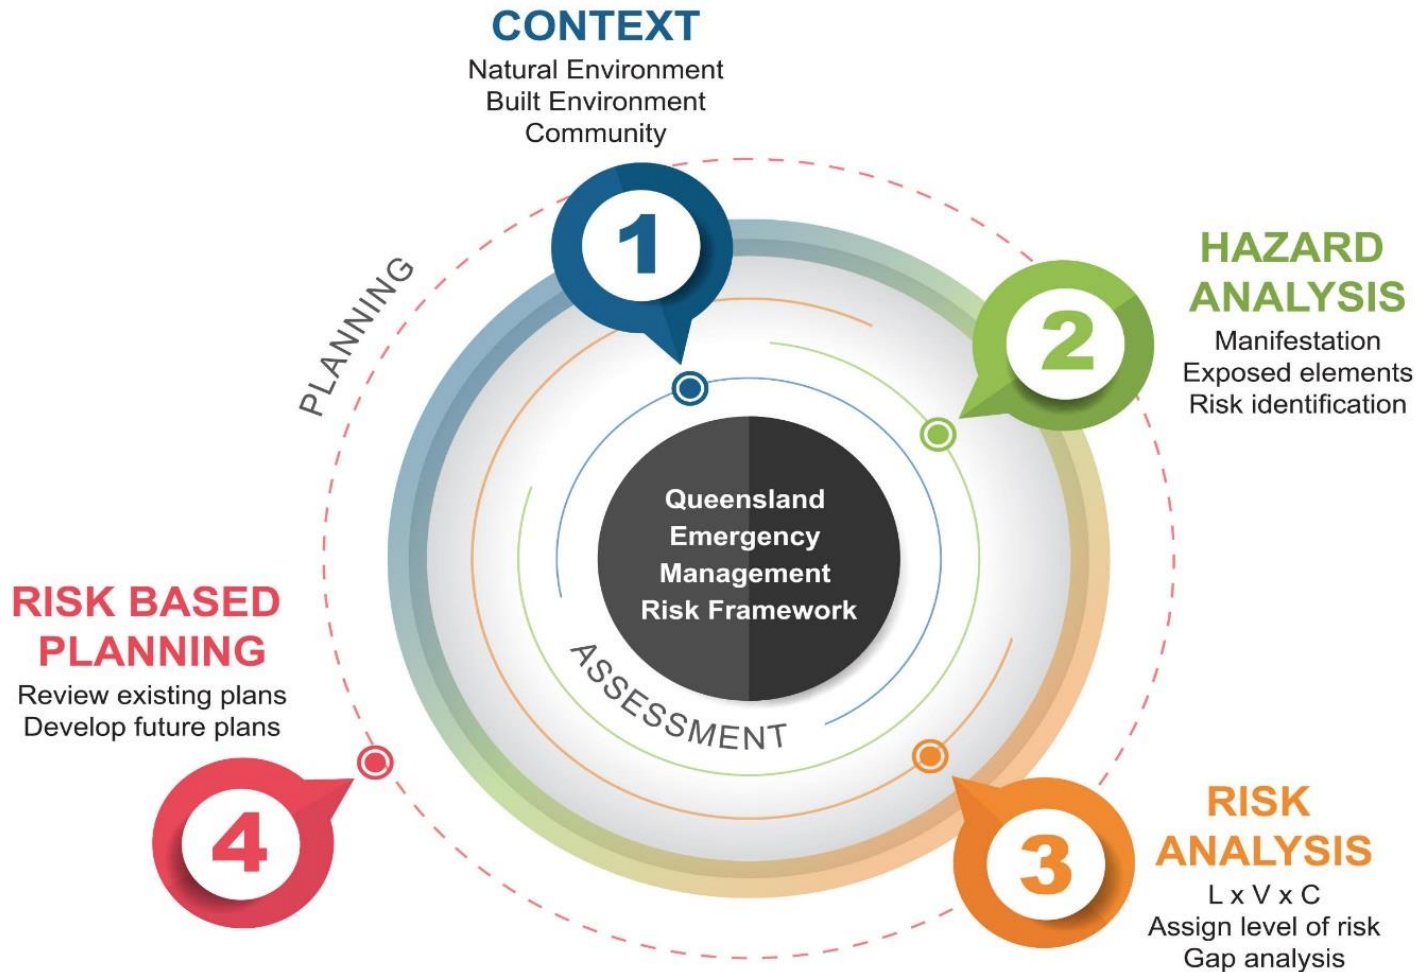 CONTEXT
Natural Environment
Built Environment
Community
1
PLANNING
HAZARD
ANALYSIS
Manifestation
Exposed elements
Risk identification
2
Queensland
Emergency
Management
Risk Framework
ASSESSMENT
RISK BASED
PLANNING
Review existing plans
Develop future plans
4
3
RISK
ANALYSIS
L x V x C
Assign level of risk
Gap analysis